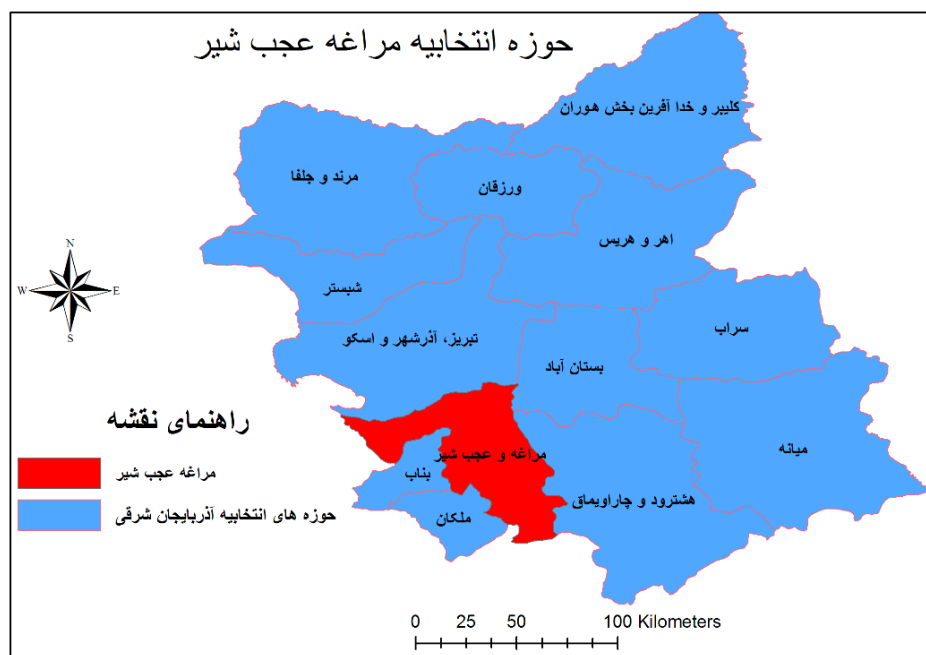 حوزه انتخابیه مراغه عجب شیر
کلیبر و خدا آفرین بخش هوران
مرند و جلفا
ورزقان
اهر و هریس
شبستر
تبریز، آذرشهر و اسکو
بستان آباد
سراب
میانه
مراغه و عجب شیر
بناب
ملکان
هشترود و چاراویماق
N
W
E
S
راهنمای نقشه
مراغه عجب شیر
حوزه های انتخابیه آذربایجان شرقی
0 25 50 100 Kilometers